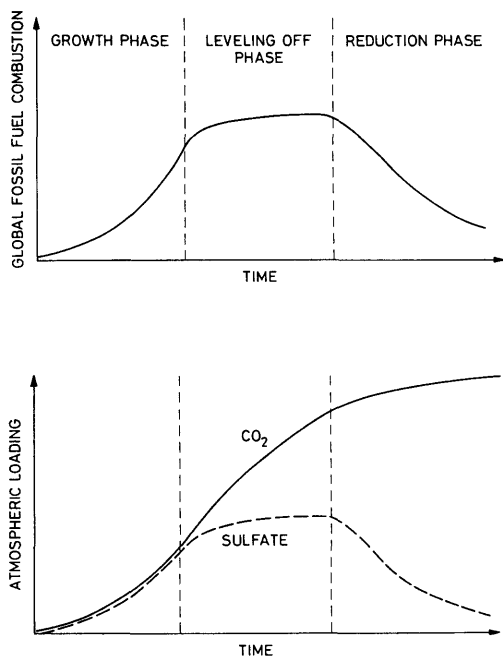 GROWTH PHASE
LEVELING OFF
PHASE
REDUCTION PHASE
GLOBAL FOSSIL FUEL COMBUSTION
TIME
CO₂
SULFATE
ATMOSPHERIC LOADING
TIME